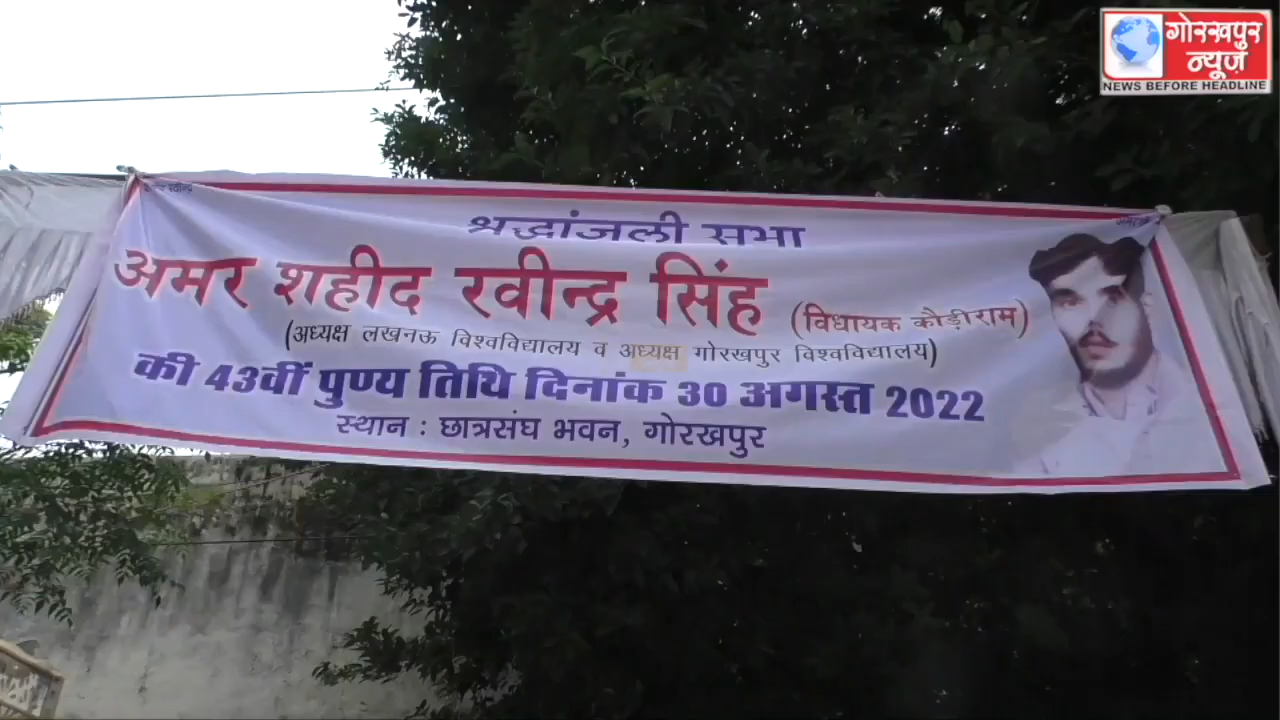 गोरखपुर
न्यूज़
NEWS BEFORE HEADLINE
श्रद्धांजली सभा
अमर शहीद रवीन्द्र सिंह (विधायक कौड़ीराम)
(अध्यक्ष लखनऊ विश्वविद्यालय व अध्यक्ष गोरखपुर विश्वविद्यालय)
की 43वीं पुण्य तिथि दिनांक 30 अगस्त 2022
स्थान : छात्रसंघ भवन, गोरखपुर